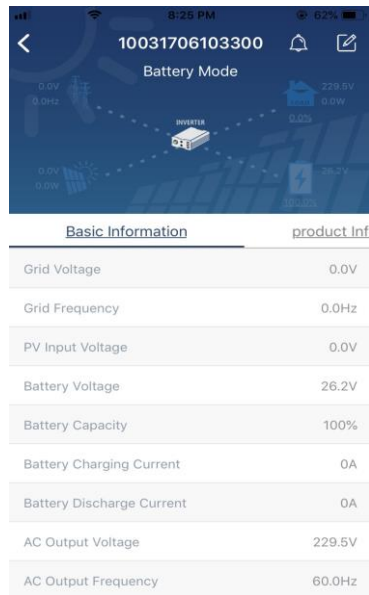 8:25 PM
62%
10031706103300
Battery Mode
0.0V
0.0Hz
229.5V
0.0W
0.0%
INVERTER
0.0V
0.0W
26.2V
100.0%
Basic Information
product Inf
Grid Voltage 0.0V
Grid Frequency 0.0Hz
PV Input Voltage 0.0V
Battery Voltage 26.2V
Battery Capacity 100%
Battery Charging Current 0A
Battery Discharge Current 0A
AC Output Voltage 229.5V
AC Output Frequency 60.0Hz